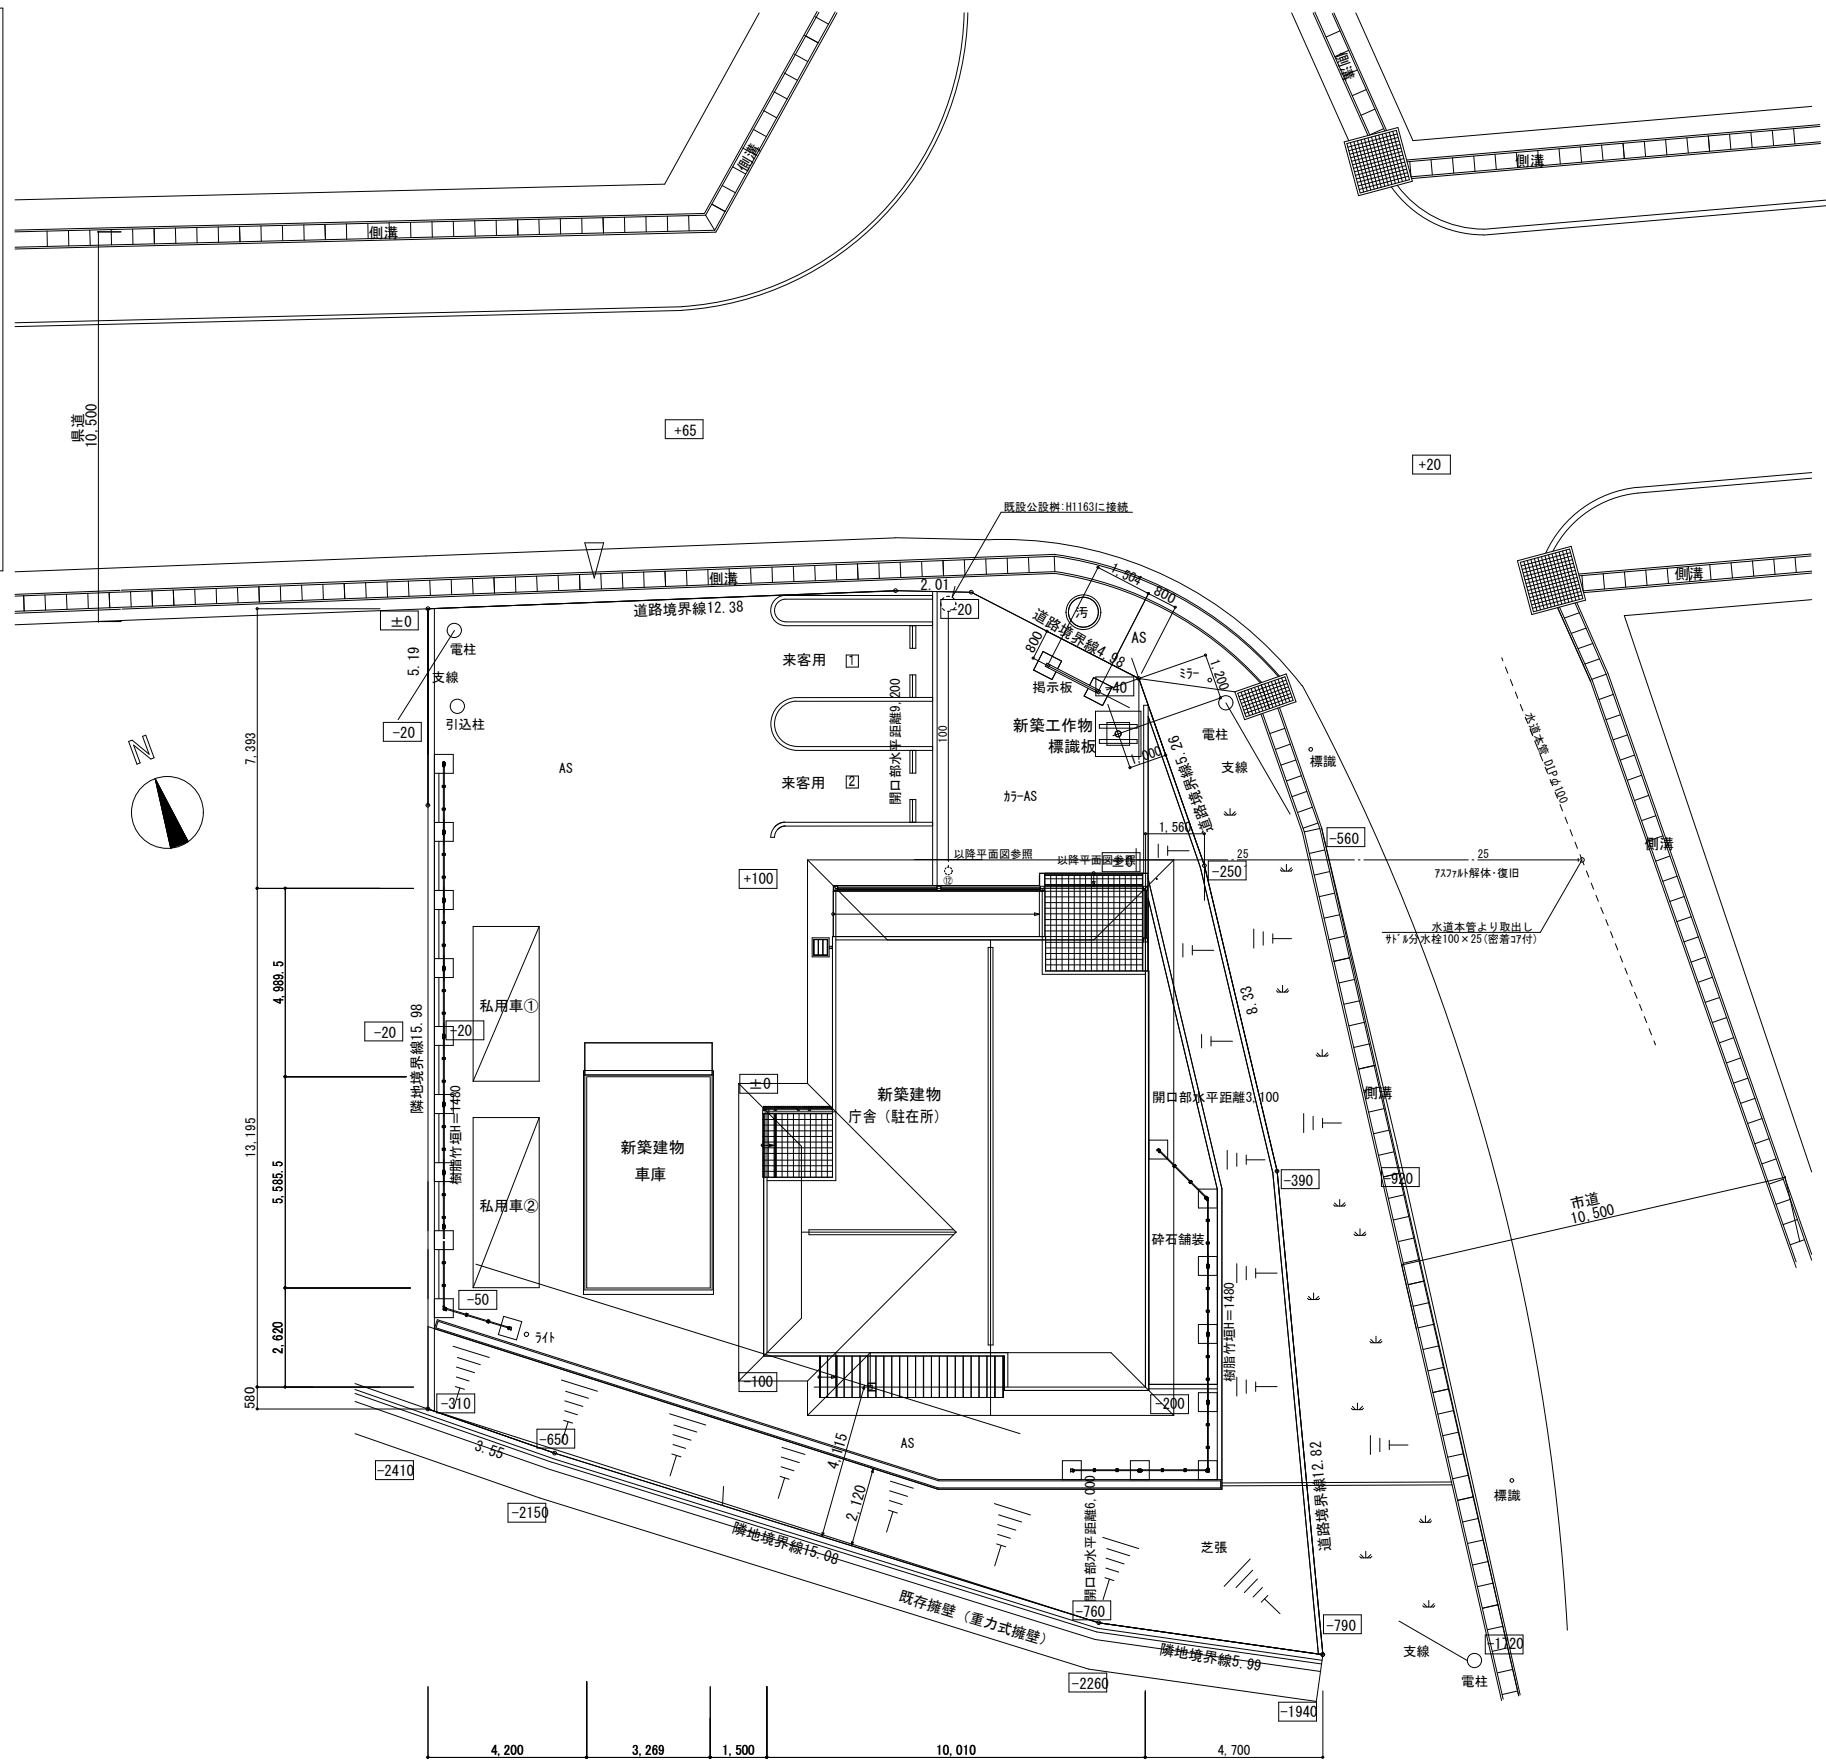 側溝
側溝
側溝
側溝
県道
10,500
+65
+20
既設公設桝:H1163に接続
側溝
2.01
1,504
800
側溝
道路境界線12.38
±0
-20
汚
道路境界線4.98
AS
電柱
5.19
支線
800
来客用 1
掲示板
-40
ミラー
1,200
引込柱
-20
開口部水平距離9,200
100
新築工作物
標識板
1,000
電柱
支線
標識
道路境界線5.26
水道本管 DIPφ100
N
7,393
AS
来客用 2
カラーAS
1,560
-560
側溝
以降平面図参照
以降平面図参照
±0
25
25
-250
アスファルト解体・復旧
+100
⑫
水道本管より取出し
サドル分水栓100×25(密着コア付)
4,989.5
隣地境界線15.98
-20
-20
私用車①
8.33
±0
新築建物
庁舎（駐在所）
開口部水平距離3,100
側溝
13,195
樹脂竹垣H=1480
新築建物
車庫
5,585.5
私用車②
-390
-920
市道
10,500
砕石舗装
樹脂竹垣H=1480
-50
ライト
2,620
580
-100
-310
-200
-650
3.55
4,115
AS
-2410
2,120
-2150
隣地境界線15.08
開口部水平距離6,000
道路境界線12.82
標識
芝張
既存擁壁（重力式擁壁）
-760
-790
隣地境界線5.99
支線
-1720
電柱
-2260
-1940
4,200
3,269
1,500
10,010
4,700